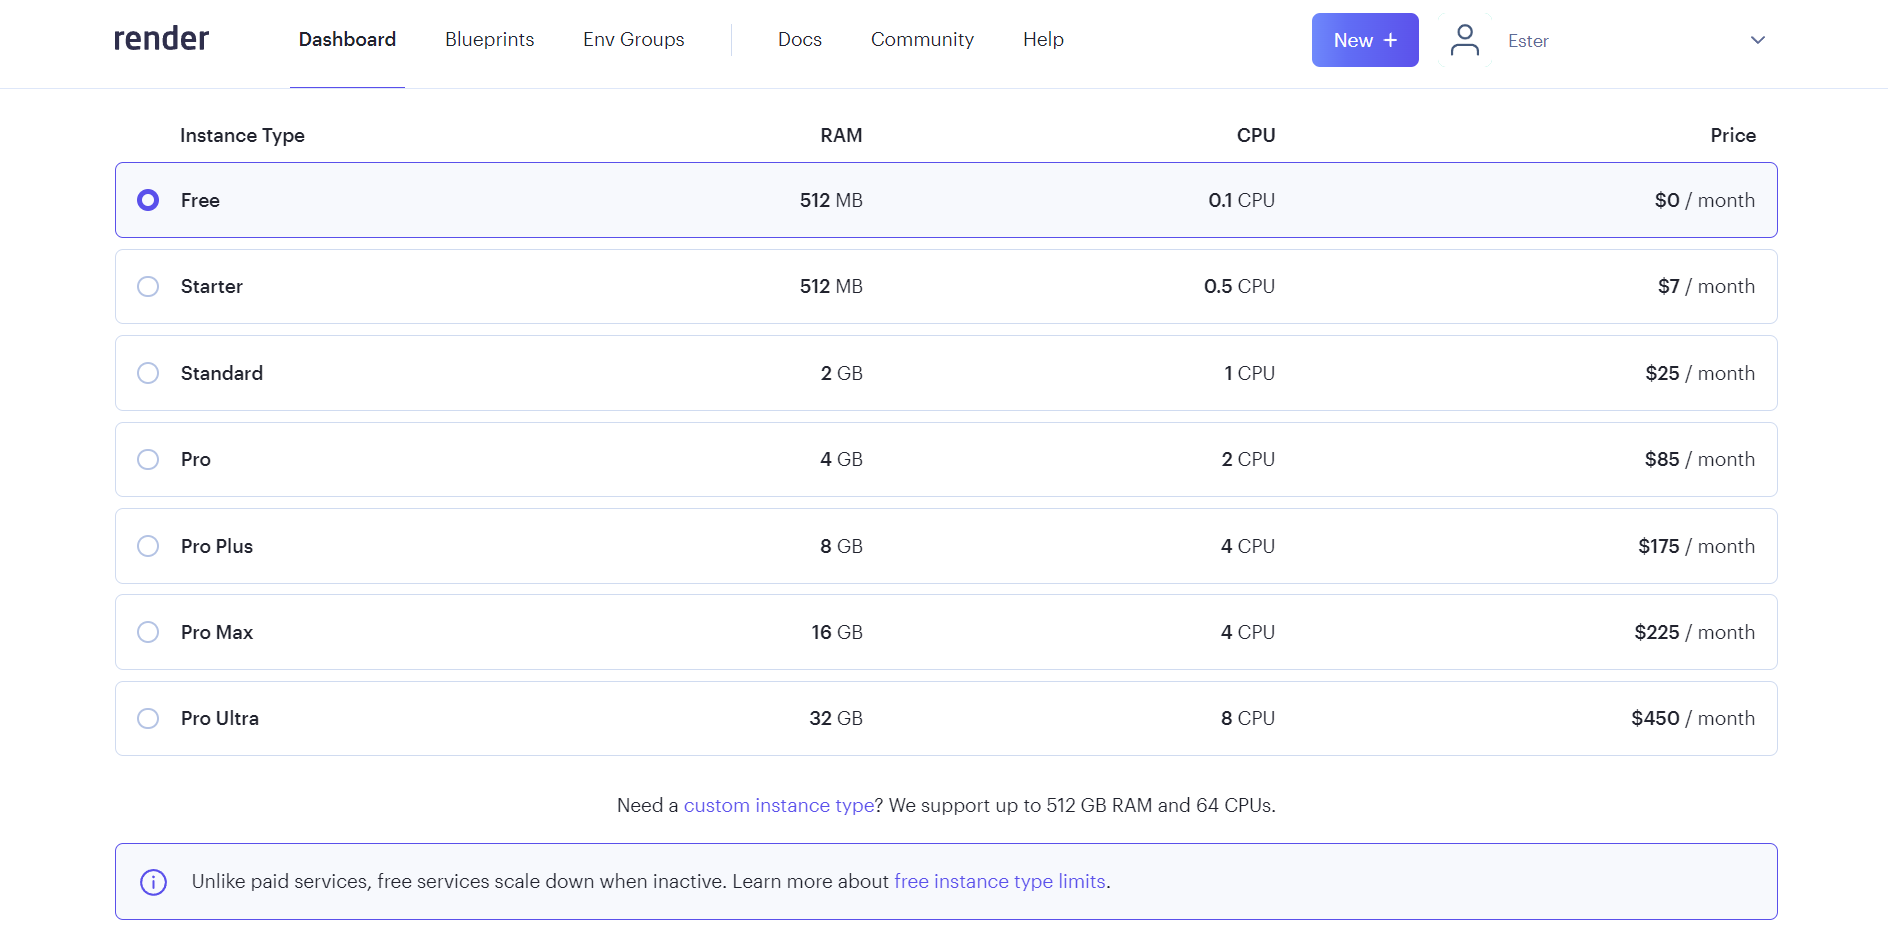 render Dashboard Blueprints Env Groups Docs Community Help New + Ester
Instance Type RAM CPU Price
Free 512 MB 0.1 CPU $0 / month
Starter 512 MB 0.5 CPU $7 / month
Standard 2 GB 1 CPU $25 / month
Pro 4 GB 2 CPU $85 / month
Pro Plus 8 GB 4 CPU $175 / month
Pro Max 16 GB 4 CPU $225 / month
Pro Ultra 32 GB 8 CPU $450 / month
Need a custom instance type? We support up to 512 GB RAM and 64 CPUs.
Unlike paid services, free services scale down when inactive. Learn more about free instance type limits.